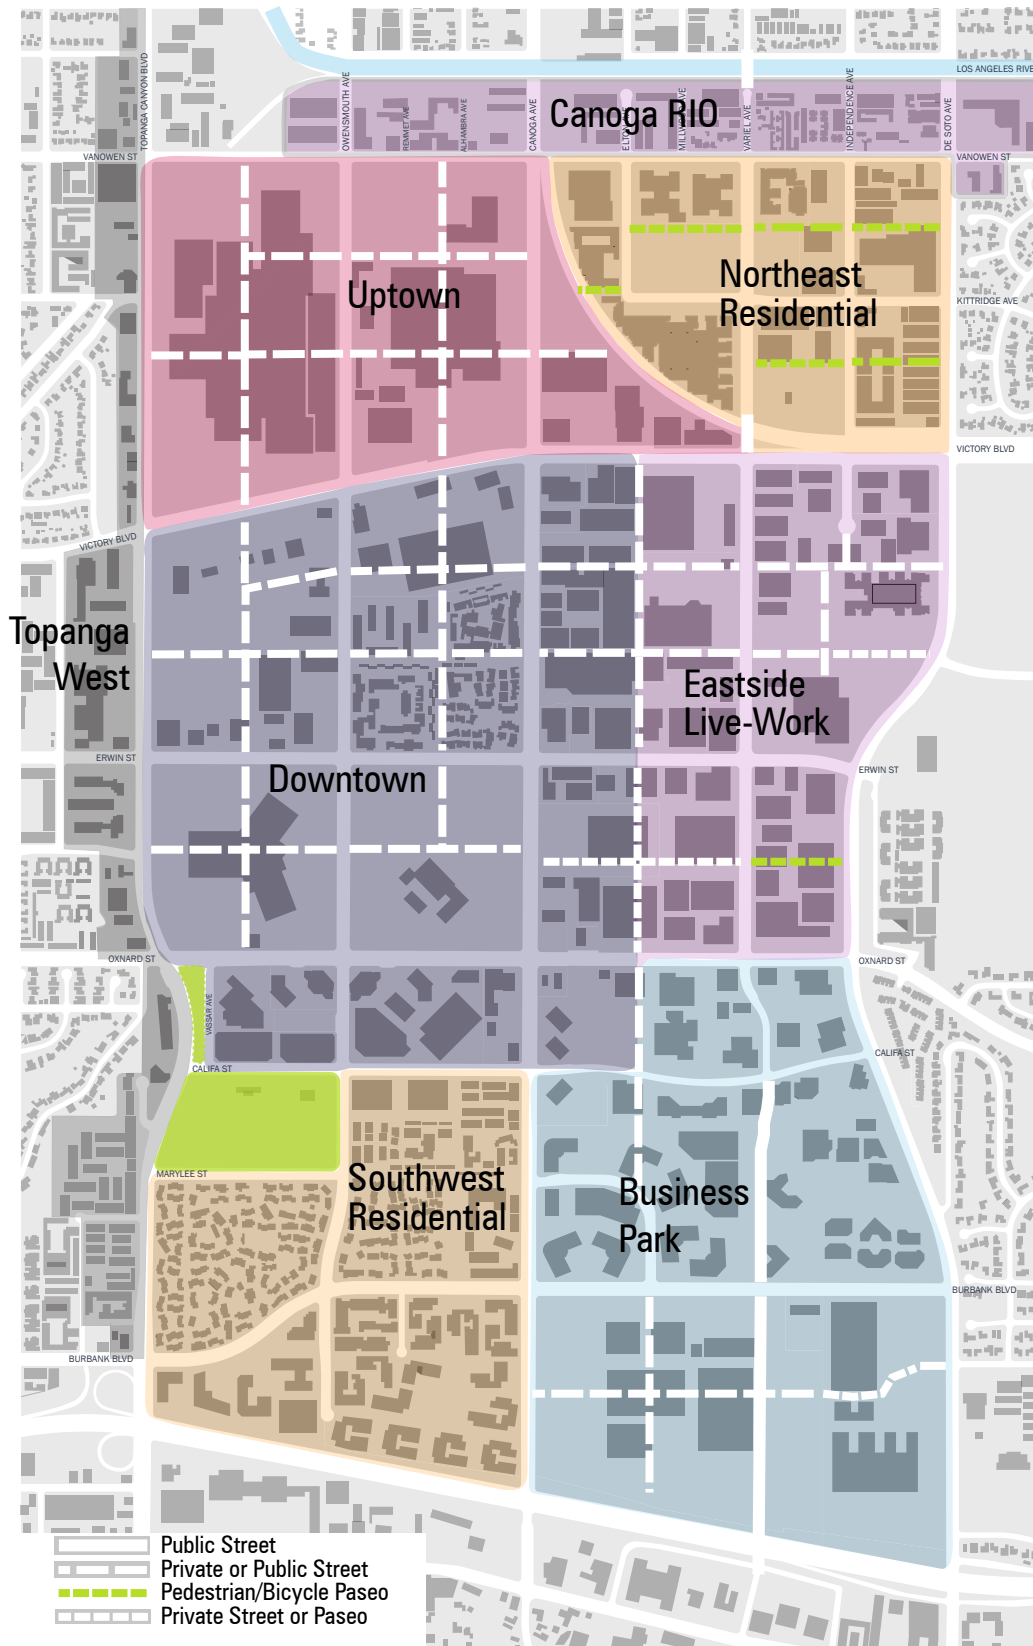 LOS ANGELES RIVE
TOPANGA CANYON BLVD
OWENSMOUTH AVE
REMMET AVE
ALHAMBRA AVE
CANOGA AVE
Canoga RIO
VARIEL AVE
INDEPENDENCE AVE
DE SOTO AVE
VANOWEN ST
VANOWEN ST
Uptown
Northeast
Residential
KITTRIDGE AVE
VICTORY BLVD
VICTORY BLVD
Topanga
West
Eastside
Live-Work
ERWIN ST
ERWIN ST
Downtown
OXNARD ST
OXNARD ST
VASSAR AVE
CALIFA ST
CALIFA ST
MARYLEE ST
Southwest
Residential
Business
Park
BURBANK BLVD
BURBANK BLVD
Public Street
Private or Public Street
Pedestrian/Bicycle Paseo
Private Street or Paseo